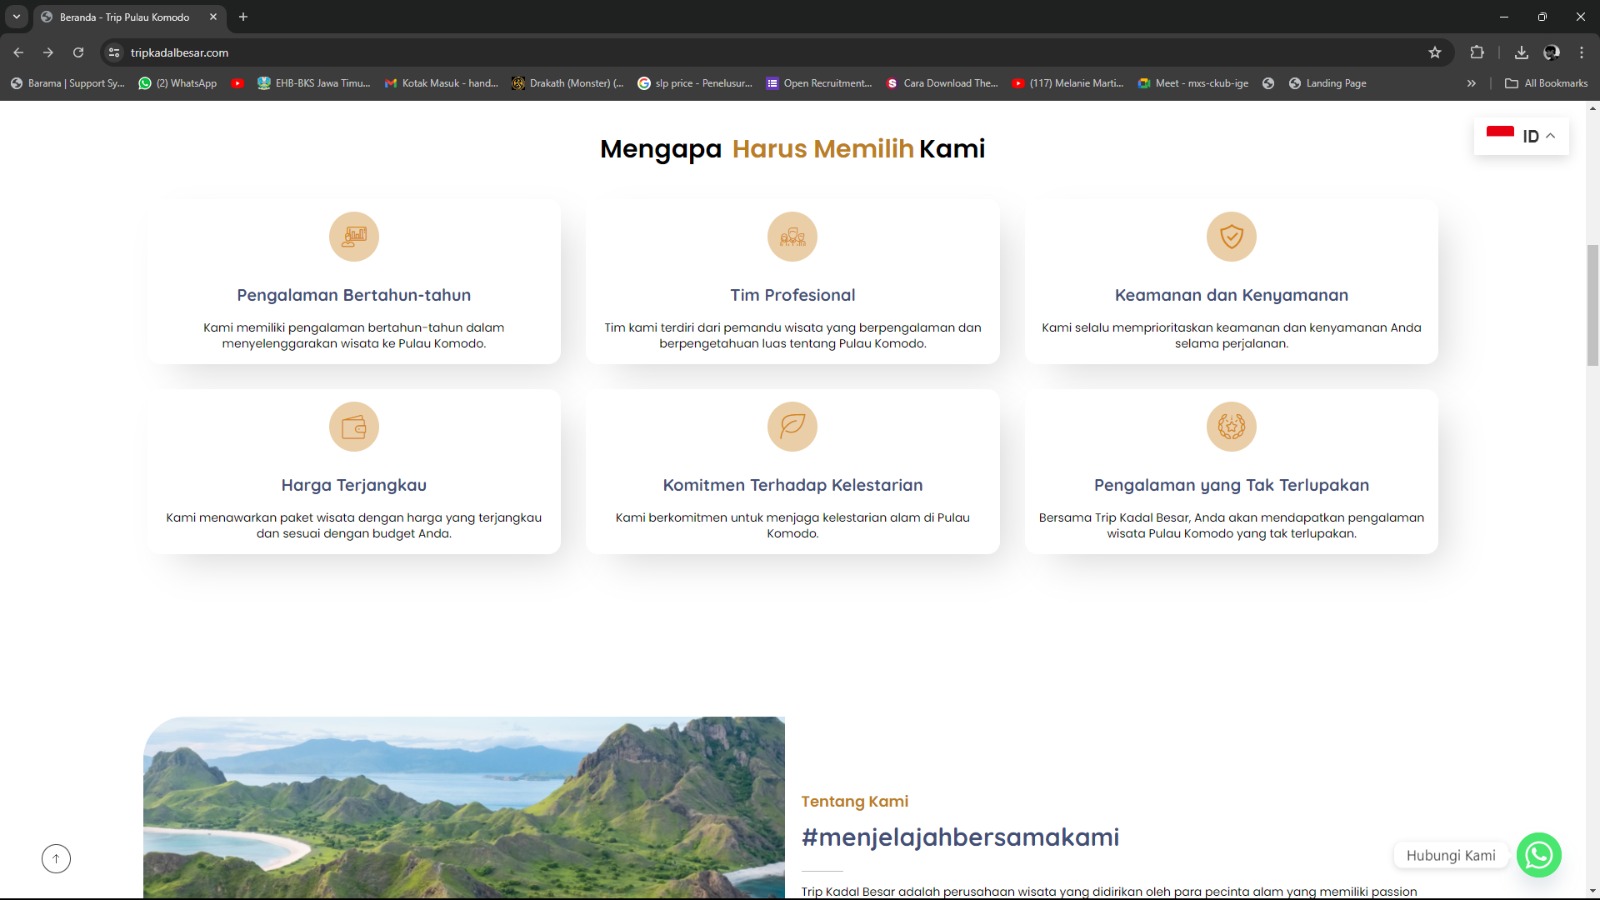 Beranda - Trip Pulau Komodo
tripkadalbesar.com
Barama | Support Sy...
(2) WhatsApp
EHB-BKS Jawa Timu...
Kotak Masuk - hand...
Drakath (Monster) (...
slp price - Penelusur...
Open Recruitment...
Cara Download The...
(117) Melanie Marti...
Meet - mxs-ckub-ige
Landing Page
All Bookmarks
ID
Mengapa Harus Memilih Kami
Pengalaman Bertahun-tahun
Kami memiliki pengalaman bertahun-tahun dalam
menyelenggarakan wisata ke Pulau Komodo.
Tim Profesional
Tim kami terdiri dari pemandu wisata yang berpengalaman dan
berpengetahuan luas tentang Pulau Komodo.
Keamanan dan Kenyamanan
Kami selalu memprioritaskan keamanan dan kenyamanan Anda
selama perjalanan.
Harga Terjangkau
Kami menawarkan paket wisata dengan harga yang terjangkau
dan sesuai dengan budget Anda.
Komitmen Terhadap Kelestarian
Kami berkomitmen untuk menjaga kelestarian alam di Pulau
Komodo.
Pengalaman yang Tak Terlupakan
Bersama Trip Kadal Besar, Anda akan mendapatkan pengalaman
wisata Pulau Komodo yang tak terlupakan.
Tentang Kami
#menjelajahbersamakami
Trip Kadal Besar adalah perusahaan wisata yang didirikan oleh para pecinta alam yang memiliki passion
Hubungi Kami